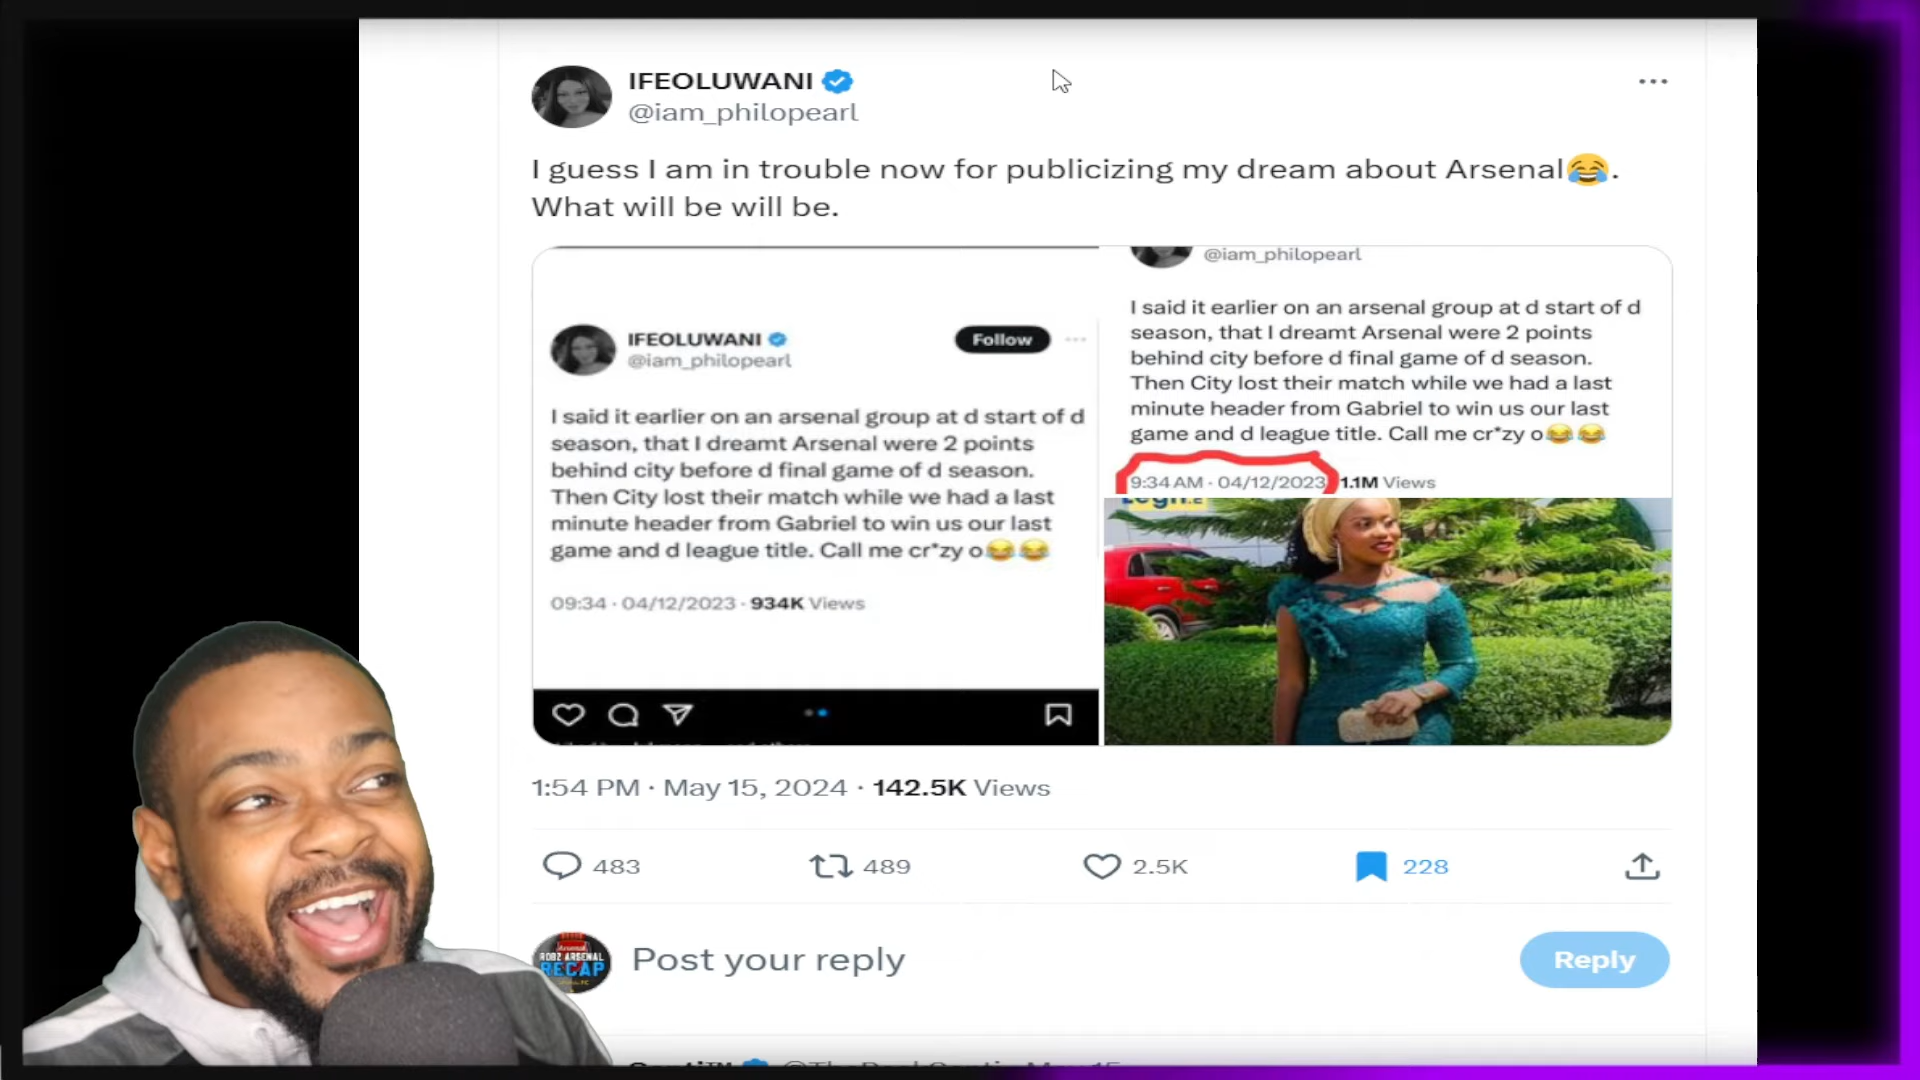 IFEOLUWANI
@iam_philopearl
I guess I am in trouble now for publicizing my dream about Arsenal😂.
What will be will be.
IFEOLUWANI
@iam_philopearl
Follow
I said it earlier on an arsenal group at d start of d
season, that I dreamt Arsenal were 2 points
behind city before d final game of d season.
Then City lost their match while we had a last
minute header from Gabriel to win us our last
game and d league title. Call me cr*zy o😂😂
09:34 · 04/12/2023 · 934K Views
@iam_philopearl
I said it earlier on an arsenal group at d start of d
season, that I dreamt Arsenal were 2 points
behind city before d final game of d season.
Then City lost their match while we had a last
minute header from Gabriel to win us our last
game and d league title. Call me cr*zy o😂😂
9:34 AM · 04/12/2023 1.1M Views
1:54 PM · May 15, 2024 · 142.5K Views
483
489
2.5K
228
Arsenal
ROBZ ARSENAL
RECAP
Post your reply
Reply